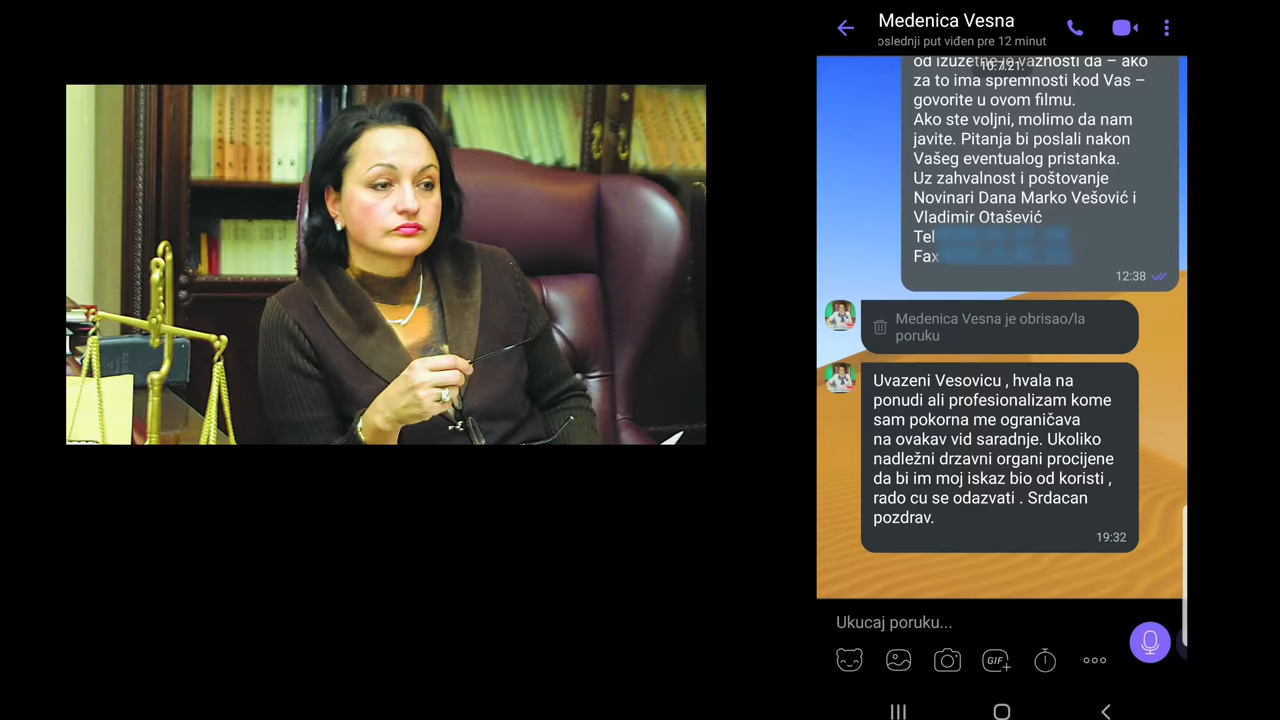 Medenica Vesna
oslednji put viđen pre 12 minut
10.7.21.
od izuzetne je važnosti da – ako
za to ima spremnosti kod Vas –
govorite u ovom filmu.
Ako ste voljni, molimo da nam
javite. Pitanja bi poslali nakon
Vašeg eventualog pristanka.
Uz zahvalnost i poštovanje
Novinari Dana Marko Vešović i
Vladimir Otašević
Tel
Fax
12:38
Medenica Vesna je obrisao/la
poruku
Uvazeni Vesovicu , hvala na
ponudi ali profesionalizam kome
sam pokorna me ograničava
na ovakav vid saradnje. Ukoliko
nadležni drzavni organi procijene
da bi im moj iskaz bio od koristi ,
rado cu se odazvati . Srdacan
pozdrav.
19:32
Ukucaj poruku...
GIF